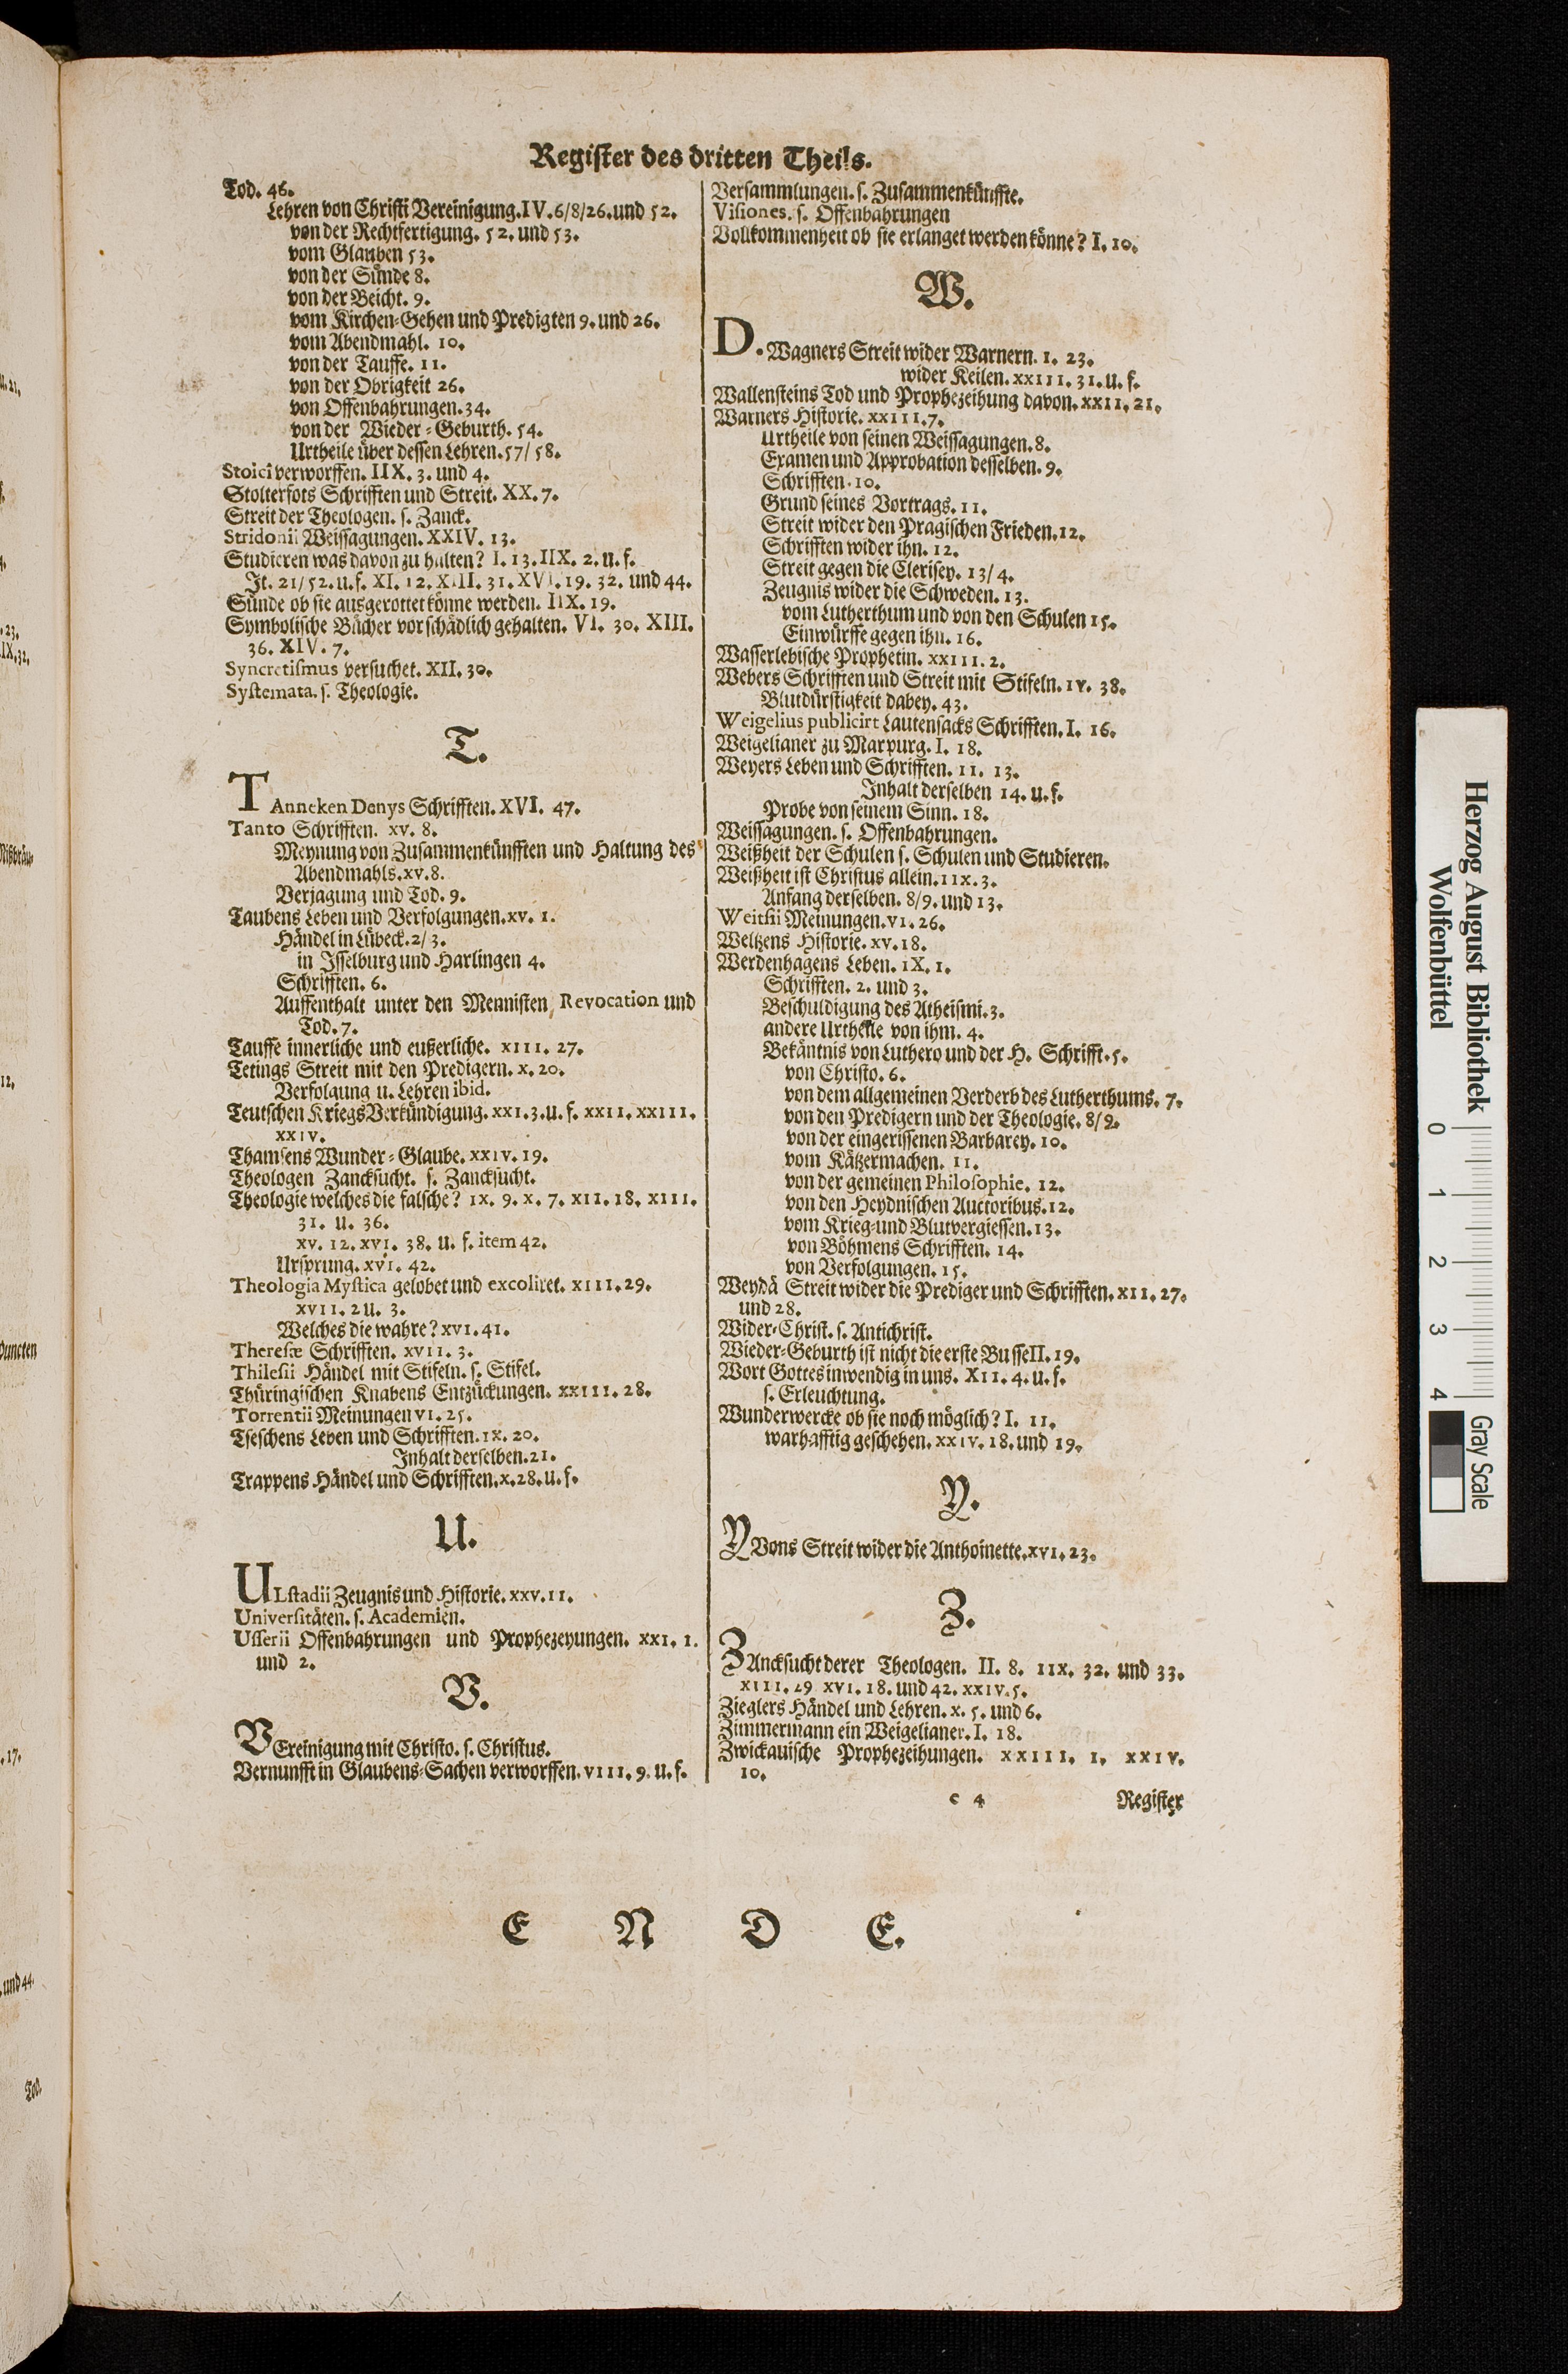 Register des dritten Theils.
Tod. 46.
Lehren von Christi Vereinigung. IV. 6/8/26. und 52.
von der Rechtfertigung. 52. und 53.
vom Glauben 53.
von der Sünde 8.
von der Beicht. 9.
vom Kirchen-Gehen und Predigten 9. und 26.
vom Abendmahl. 10.
von der Tauffe. 11.
von der Obrigkeit 26.
von Offenbahrungen. 34.
von der Wieder-Geburth. 54.
Urtheile über dessen Lehren. 57/58.
Stoici verworffen. IIX. 3. und 4.
Stolterfots Schrifften und Streit. XX. 7.
Streit der Theologen. s. Zanck.
Stridonii Weissagungen. XXIV. 13.
Studieren was davon zu halten? I. 13. IIX. 2. u. f.
It. 21/52. u. f. XI. 12. XIII. 31. XVI. 19. 32. und 44.
Sünde ob sie ausgerottet könne werden. IIX. 19.
Symbolische Bücher vor schädlich gehalten. VI. 30. XIII.
36. XIV. 7.
Syncretismus versuchet. XII. 30.
Systemata. s. Theologie.
T.
TAnneken Denys Schrifften. XVI. 47.
Tanto Schrifften. xv. 8.
Meynung von Zusammenkünfften und Haltung des
Abendmahls. xv. 8.
Verjagung und Tod. 9.
Taubens Leben und Verfolgungen. xv. 1.
Händel in Lübeck. 2/3.
in Isselburg und Harlingen 4.
Schrifften. 6.
Auffenthalt unter den Mennisten, Revocation und
Tod. 7.
Tauffe innerliche und eußerliche. XIII. 27.
Tetings Streit mit den Predigern. x. 20.
Verfolgung u. Lehren ibid.
Teutschen Kriegs Verkündigung. XXI. 3. u. f. XXII. XXIII.
XXIV.
Thamsens Wunder-Glaube. XXIV. 19.
Theologen Zancksucht. s. Zancksucht.
Theologie welches die falsche? IX. 9. X. 7. XII. 18. XIII.
31. u. 36.
XV. 12. XVI. 38. u. f. item 42.
Ursprung. XVI. 42.
Theologia Mystica gelobet und excoliret. XIII. 29.
XVII. 2 u. 3.
Welches die wahre? XVI. 41.
Theresæ Schrifften. XVII. 3.
Thilesii Händel mit Stifeln. s. Stifel.
Thüringischen Knabens Entzückungen. XXIII. 28.
Torrentii Meinungen VI. 25.
Tseschens Leben und Schrifften. IX. 20.
Inhalt derselben. 21.
Trappens Händel und Schrifften. x. 28. u. f.
U.
ULstadii Zeugnis und Historie. XXV. 11.
Universitäten. s. Academien.
Usserii Offenbahrungen und Prophezeyungen. XXI. 1.
und 2.
V.
VEreinigung mit Christo. s. Christus.
Vernunfft in Glaubens-Sachen verworffen. VIII. 9. u. f.
Versammlungen. s. Zusammenkünffte.
Visiones. s. Offenbahrungen
Vollkommenheit ob sie erlanget werden könne? I. 10.
W.
D. Wagners Streit wider Warnern. I. 23.
wider Keilen. XXIII. 31. u. f.
Wallensteins Tod und Prophezeihung davon. XXII. 21.
Warners Historie. XXIII. 7.
Urtheile von seinen Weissagungen. 8.
Examen und Approbation desselben. 9.
Schrifften. 10.
Grund seines Vortrags. 11.
Streit wider den Pragischen Frieden. 12.
Schrifften wider ihn. 12.
Streit gegen die Clerisey. 13/4.
Zeugnis wider die Schweden. 13.
vom Lutherthum und von den Schulen 15.
Einwürffe gegen ihn. 16.
Wasserlebische Prophetin. XXIII. 2.
Webers Schrifften und Streit mit Stifeln. IV. 38.
Blutdürstigkeit dabey. 43.
Weigelius publicirt Lautensacks Schrifften. I. 16.
Weigelianer zu Marpurg. I. 18.
Weyers Leben und Schrifften. II. 13.
Inhalt derselben 14. u. f.
Probe von seinem Sinn. 18.
Weissagungen. s. Offenbahrungen.
Weißheit der Schulen s. Schulen und Studieren.
Weißheit ist Christus allein. IIX. 3.
Anfang derselben. 8/9. und 13.
Weithii Meinungen. VI. 26.
Weltzens Historie. XV. 18.
Werdenhagens Leben. IX. 1.
Schrifften. 2. und 3.
Beschuldigung des Atheismi. 3.
andere Urtheile von ihm. 4.
Bekäntnis von Luthero und der H. Schrifft. 5.
von Christo. 6.
von dem allgemeinen Verderb des Lutherthums. 7.
von den Predigern und der Theologie. 8/9.
von der eingerissenen Barbarey. 10.
vom Kätzermachen. 11.
von der gemeinen Philosophie. 12.
von den Heydnischen Auctoribus. 12.
vom Krieg-und Blutvergiessen. 13.
von Böhmens Schrifften. 14.
von Verfolgungen. 15.
Weydä Streit wider die Prediger und Schrifften. XII. 27.
und 28.
Wider-Christ. s. Antichrist.
Wieder-Geburth ist nicht die erste Busse II. 19.
Wort Gottes inwendig in uns. XII. 4. u. f.
s. Erleuchtung.
Wunderwercke ob sie noch möglich? I. 11.
warhafftig geschehen. XXIV. 18. und 19.
Y.
YVons Streit wider die Anthoinette. XVI. 23.
Z.
ZAncksucht derer Theologen. II. 8. IIX. 32. und 33.
XIII. 29 XVI. 18. und 42. XXIV. 5.
Zieglers Händel und Lehren. x. 5. und 6.
Zimmermann ein Weigelianer. I. 18.
Zwickauische Prophezeihungen. XXIII. 1. XXIV.
10.
c 4 Register
E N D E.
Herzog August Bibliothek
Wolfenbüttel
0 1 2 3 4
Gray Scale